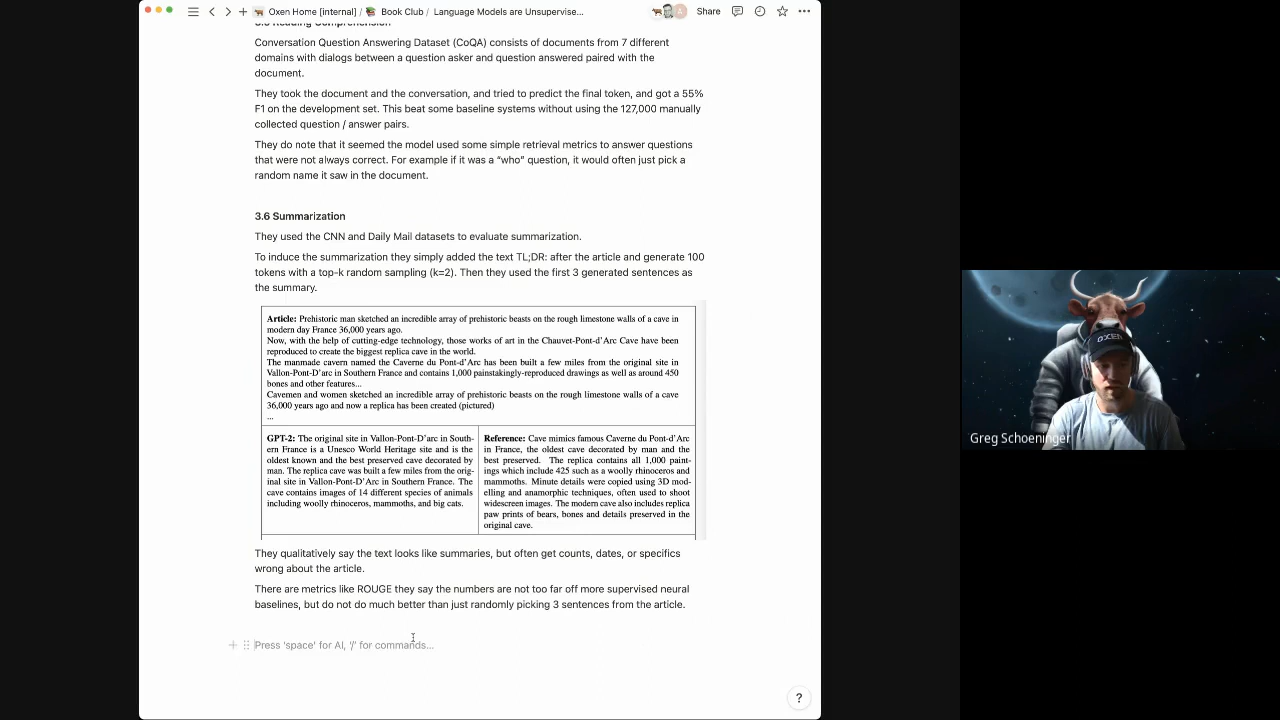 Oxen Home [internal] / Book Club / Language Models are Unsupervise... Share
3.5 Reading Comprehension
Conversation Question Answering Dataset (CoQA) consists of documents from 7 different
domains with dialogs between a question asker and question answered paired with the
document.
They took the document and the conversation, and tried to predict the final token, and got a 55%
F1 on the development set. This beat some baseline systems without using the 127,000 manually
collected question / answer pairs.
They do note that it seemed the model used some simple retrieval metrics to answer questions
that were not always correct. For example if it was a “who” question, it would often just pick a
random name it saw in the document.
3.6 Summarization
They used the CNN and Daily Mail datasets to evaluate summarization.
To induce the summarization they simply added the text TL;DR: after the article and generate 100
tokens with a top-k random sampling (k=2). Then they used the first 3 generated sentences as
the summary.
Article: Prehistoric man sketched an incredible array of prehistoric beasts on the rough limestone walls of a cave in
modern day France 36,000 years ago.
Now, with the help of cutting-edge technology, those works of art in the Chauvet-Pont-d’Arc Cave have been
reproduced to create the biggest replica cave in the world.
The manmade cavern named the Caverne du Pont-d’Arc has been built a few miles from the original site in
Vallon-Pont-D’arc in Southern France and contains 1,000 painstakingly-reproduced drawings as well as around 450
bones and other features...
Cavemen and women sketched an incredible array of prehistoric beasts on the rough limestone walls of a cave
36,000 years ago and now a replica has been created (pictured)
...
GPT-2: The original site in Vallon-Pont-D’arc in South-
ern France is a Unesco World Heritage site and is the
oldest known and the best preserved cave decorated by
man. The replica cave was built a few miles from the orig-
inal site in Vallon-Pont-D’Arc in Southern France. The
cave contains images of 14 different species of animals
including woolly rhinoceros, mammoths, and big cats.
Reference: Cave mimics famous Caverne du Pont-d’Arc
in France, the oldest cave decorated by man and the
best preserved. The replica contains all 1,000 paint-
ings which include 425 such as a woolly rhinoceros and
mammoths. Minute details were copied using 3D mod-
elling and anamorphic techniques, often used to shoot
widescreen images. The modern cave also includes replica
paw prints of bears, bones and details preserved in the
original cave.
They qualitatively say the text looks like summaries, but often get counts, dates, or specifics
wrong about the article.
There are metrics like ROUGE they say the numbers are not too far off more supervised neural
baselines, but do not do much better than just randomly picking 3 sentences from the article.
Press ‘space’ for AI, ‘/’ for commands...
?
OXEN
Greg Schoeninger